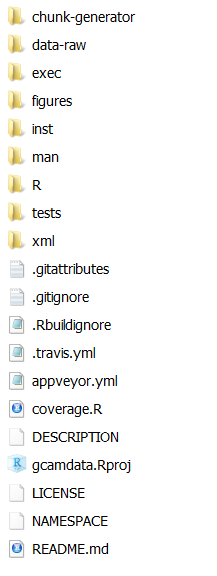 chunk-generator
data-raw
exec
figures
inst
man
R
tests
xml
.gitattributes
.gitignore
.Rbuildignore
.travis.yml
appveyor.yml
coverage.R
DESCRIPTION
gcamdata.Rproj
LICENSE
NAMESPACE
README.md